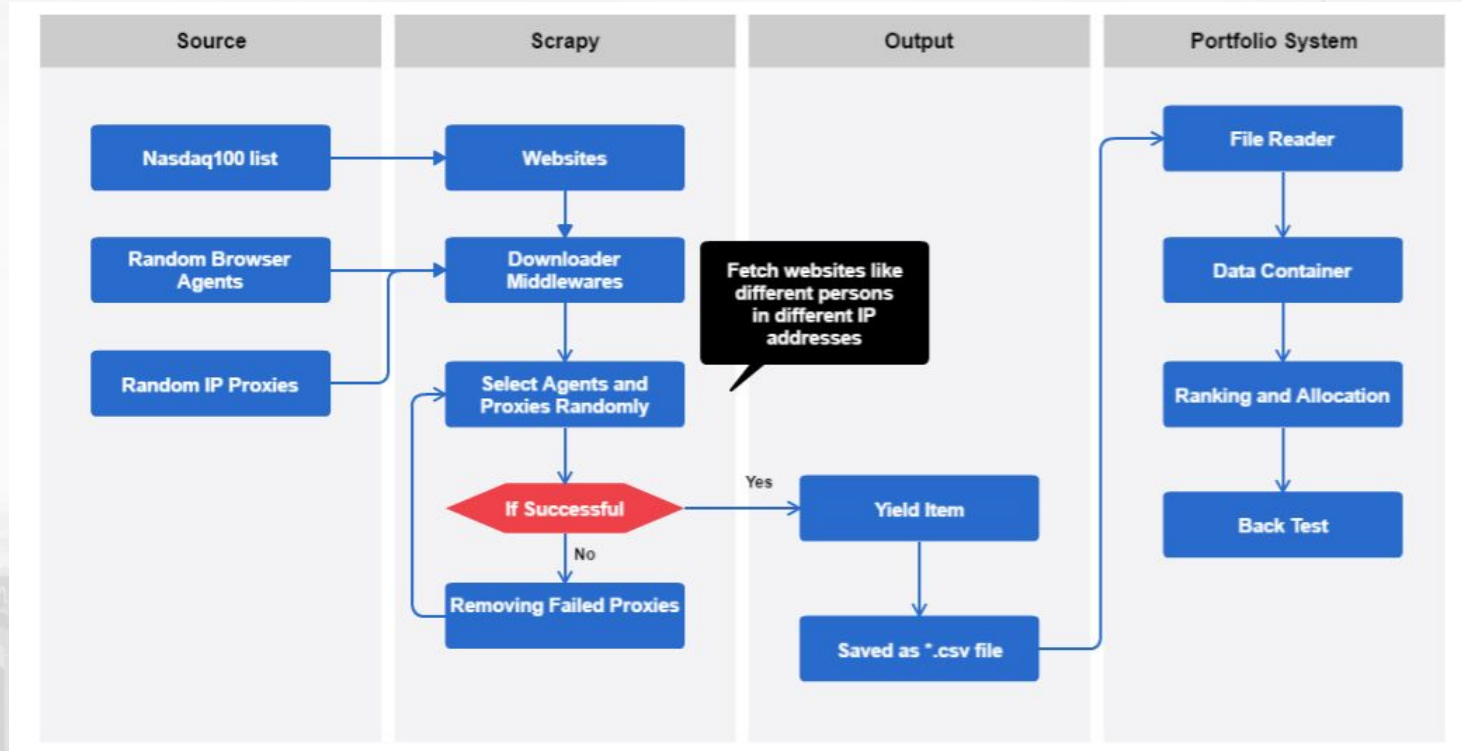 Source
Scrapy
Output
Portfolio System
Nasdaq100 list
Websites
File Reader
Random Browser
Agents
Downloader
Middlewares
Fetch websites like
different persons
in different IP
addresses
Data Container
Random IP Proxies
Select Agents and
Proxies Randomly
Ranking and Allocation
If Successful
Yes
Yield Item
Back Test
No
Removing Failed Proxies
Saved as *.csv file